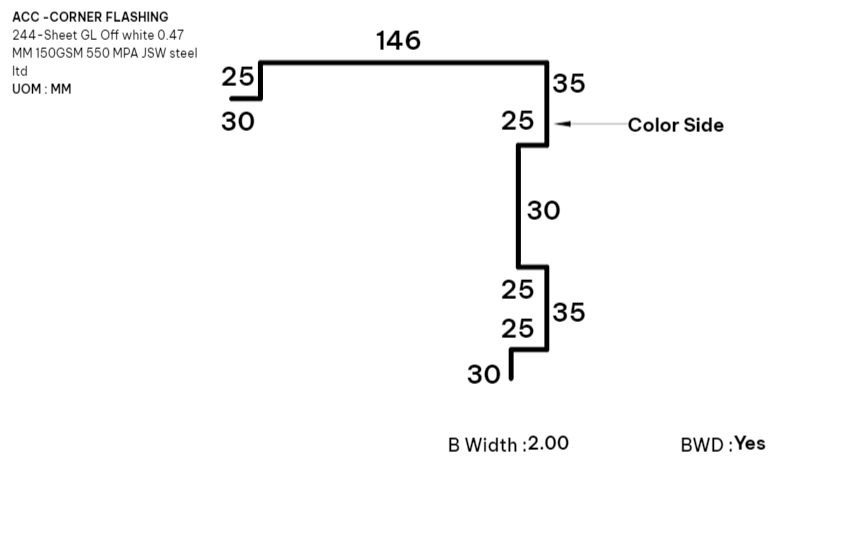 ACC -CORNER FLASHING
244-Sheet GL Off white 0.47
MM 150GSM 550 MPA JSW steel
ltd
UOM : MM
146
25
35
30
25
Color Side
30
25
35
25
30
B Width :2.00
BWD :Yes